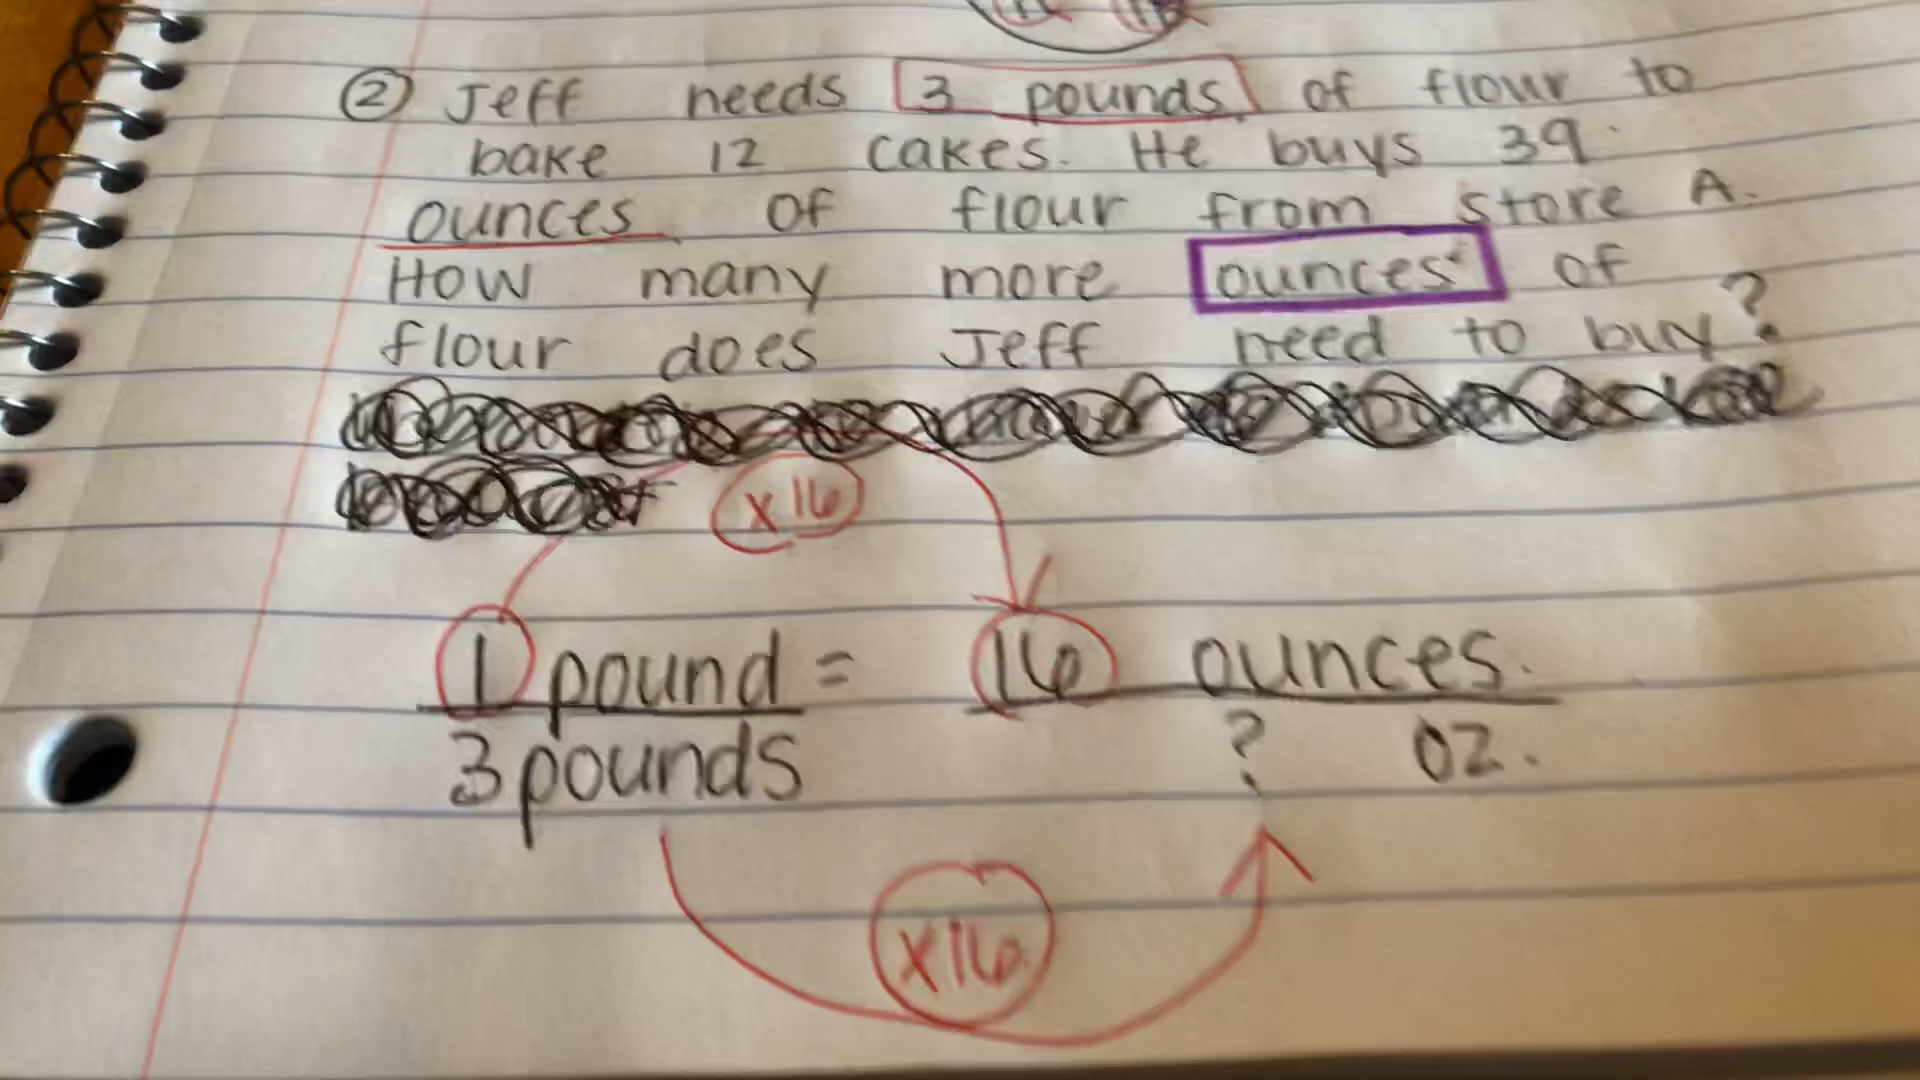 ② Jeff needs 3 pounds of flour to
bake 12 cakes. He buys 39
ounces of flour from store A.
How many more ounces of
flour does Jeff need to buy?
x16
1 pound = 16 ounces.
3 pounds ? oz.
x16